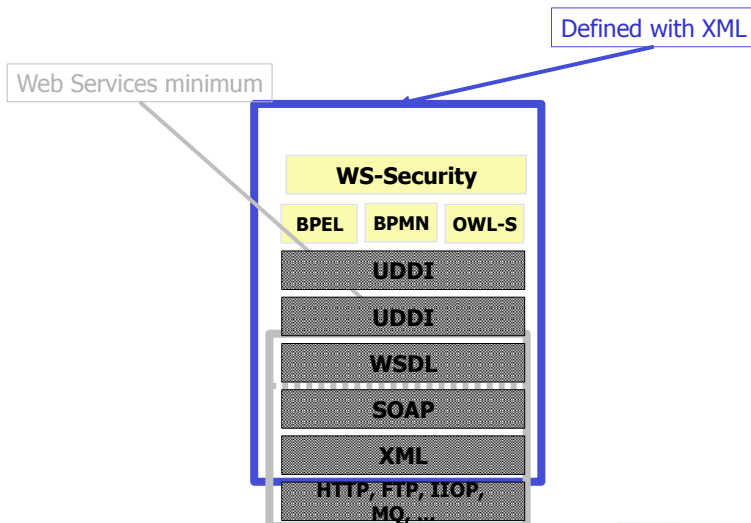 Defined with XML
Web Services minimum
WS-Security
BPEL BPMN OWL-S
UDDI
UDDI
WSDL
SOAP
XML
HTTP, FTP, IIOP,
MQ, ...